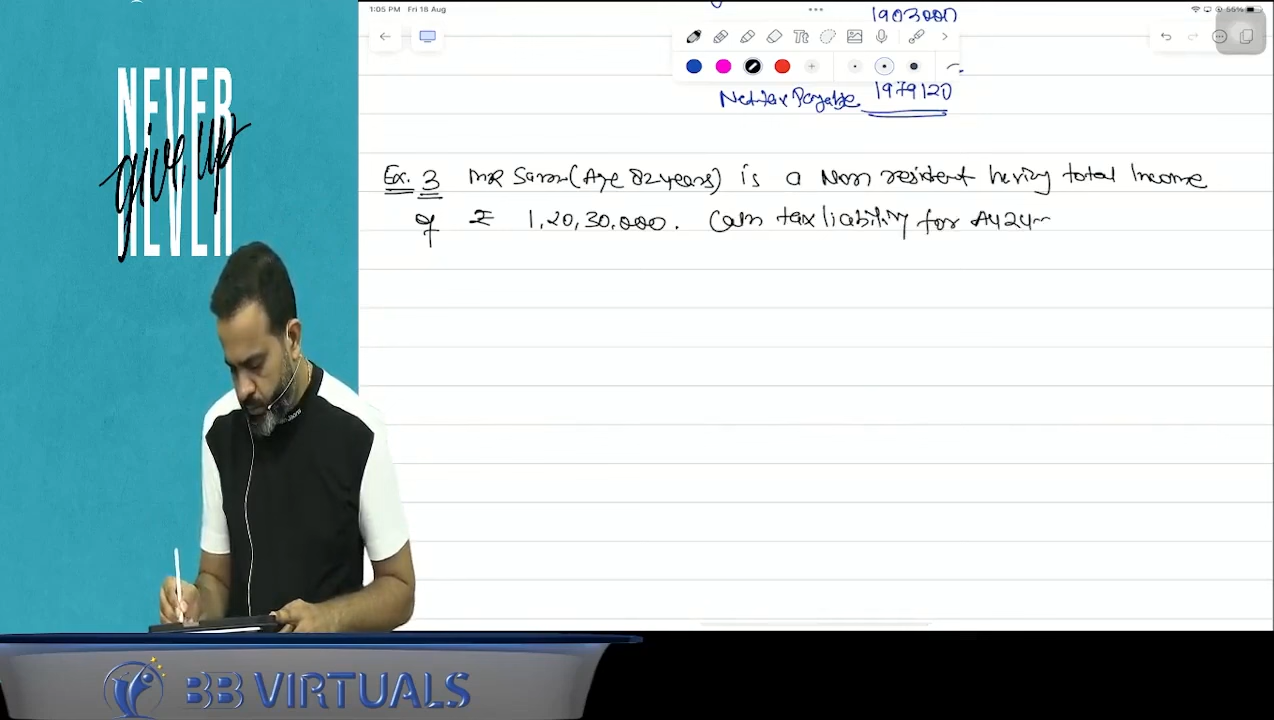 1:05 PM Fri 18 Aug
55%
1903000
Net tax Payable 1979120
NEVER
give up
NEVER
Ex. 3 MR Saran (Age 82 years) is a Non resident having total Income
of ₹ 1,20,30,000. Calc tax liability for AY24
BB VIRTUALS